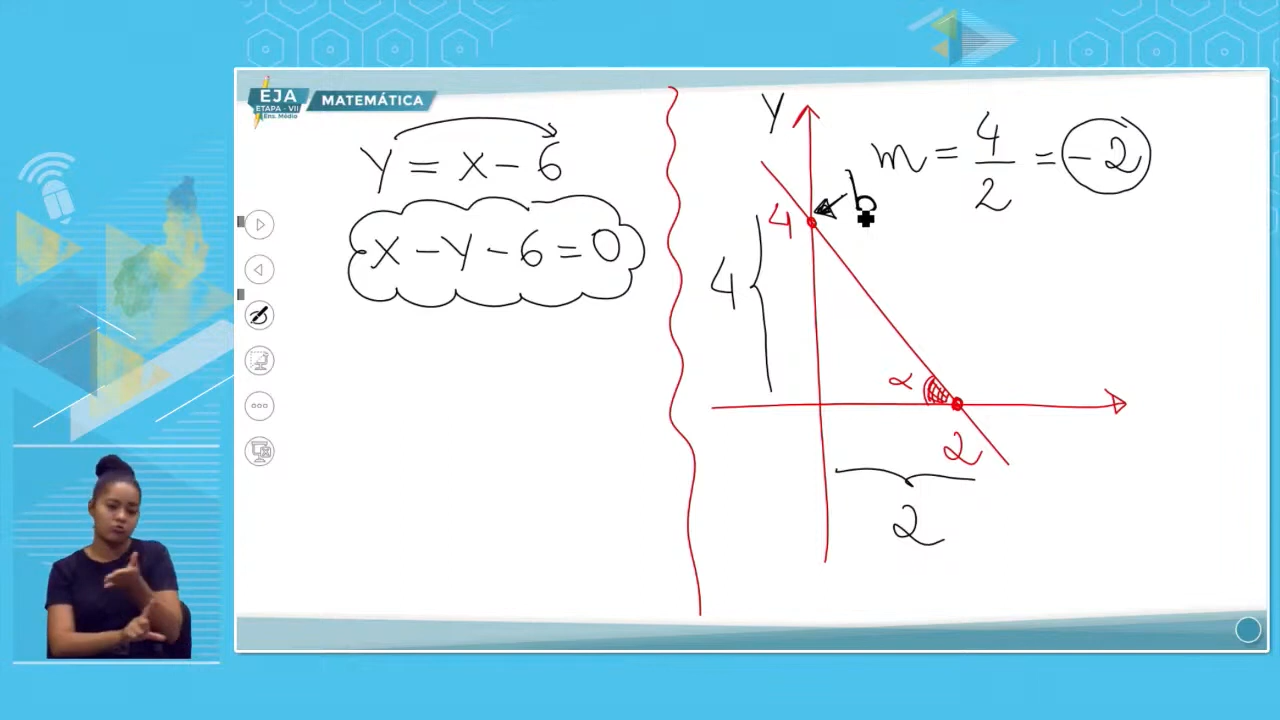 EJA
ETAPA - VII
Ens. Médio
MATEMÁTICA
Y = X - 6
X - Y - 6 = 0
Y
m = 4/2 = -2
b
4
4
α
2
2